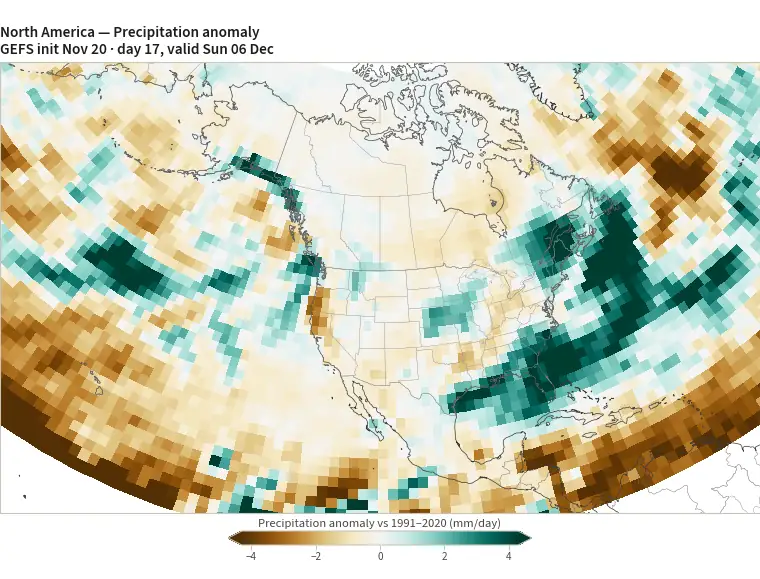 North America — Precipitation anomaly
GEFS init Nov 20 · day 17, valid Sun 06 Dec
Precipitation anomaly vs 1991–2020 (mm/day)
−4 −2 0 2 4